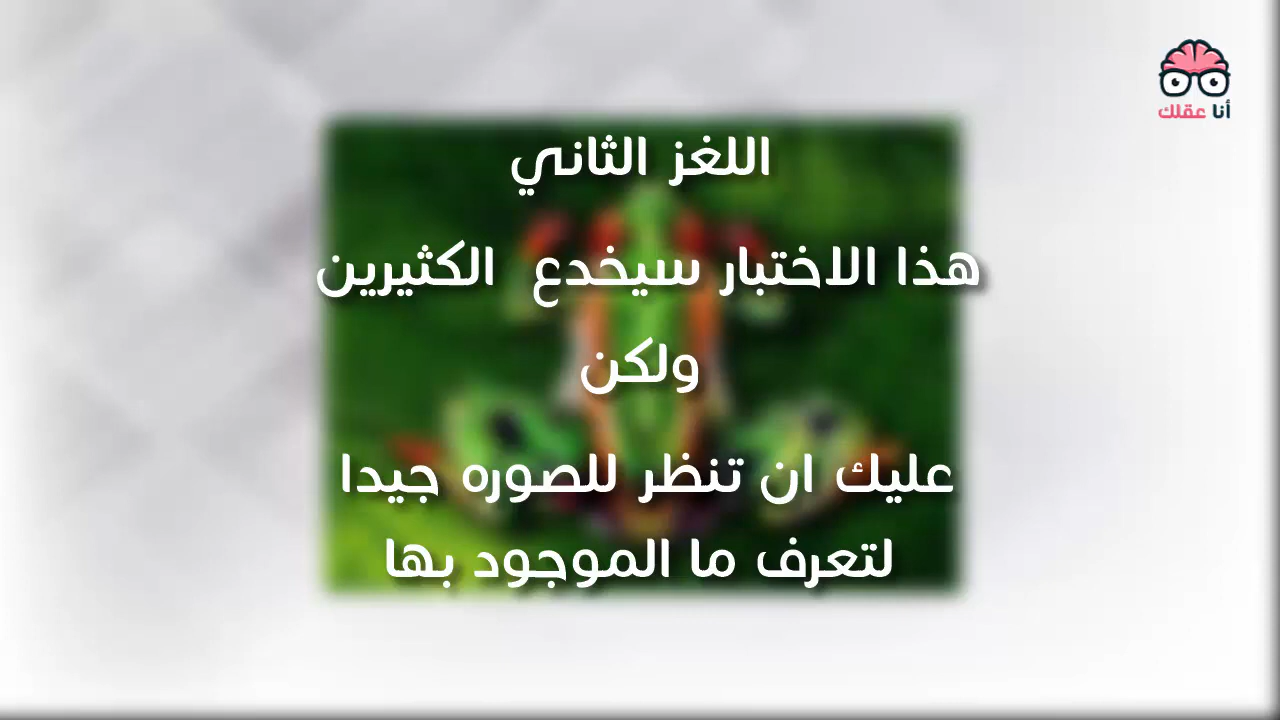 أنا عقلك
اللغز الثاني
هذا الاختبار سيخدع الكثيرين
ولكن
عليك ان تنظر للصوره جيدا
لتعرف ما الموجود بها